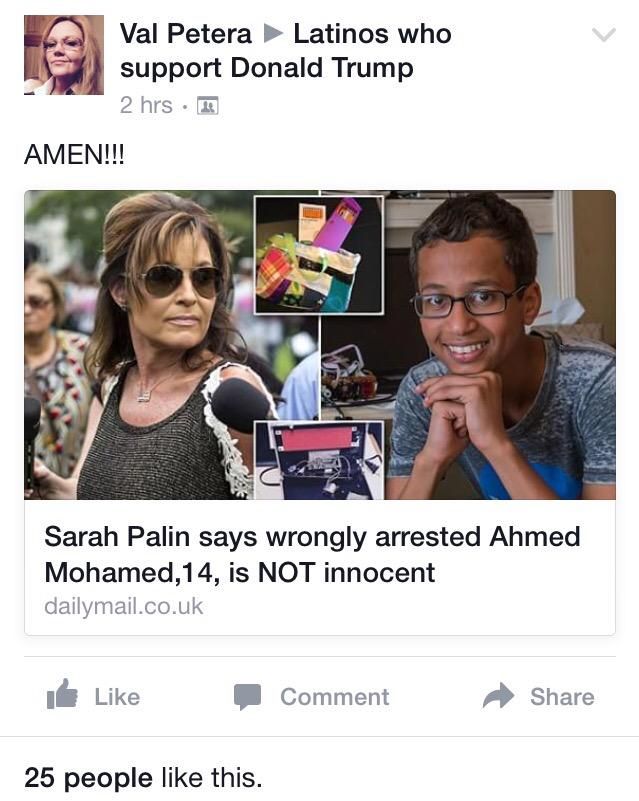 Val Petera ▶ Latinos who
support Donald Trump
2 hrs ·
AMEN!!!
Sarah Palin says wrongly arrested Ahmed
Mohamed,14, is NOT innocent
dailymail.co.uk
Like Comment Share
25 people like this.